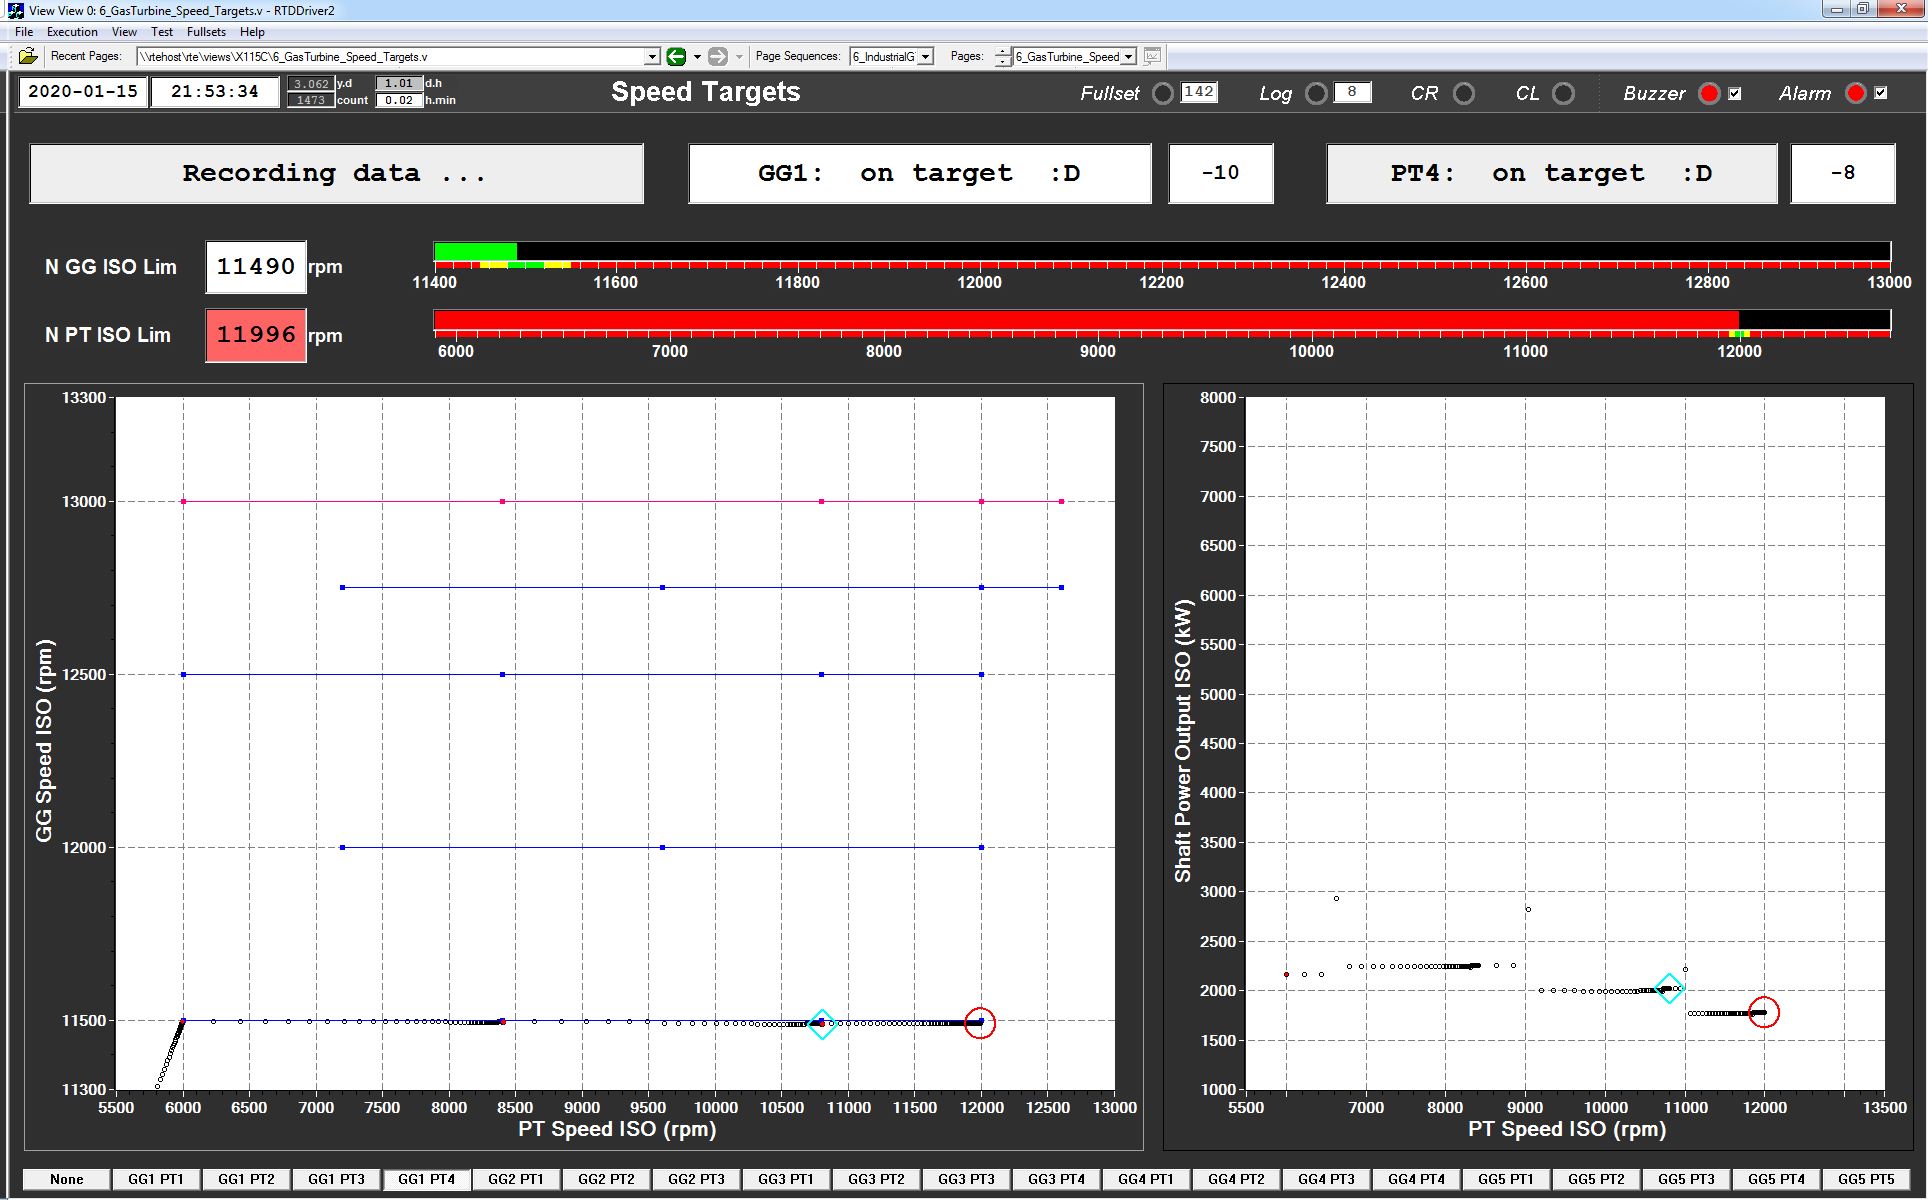 View View 0: 6_GasTurbine_Speed_Targets.v - RTDDriver2
File Execution View Test Fullsets Help
Recent Pages: \\rtehost\rte\views\X115C\6_GasTurbine_Speed_Targets.v Page Sequences: 6_IndustrialG Pages: 6_GasTurbine_Speed
2020-01-15 21:53:34 3.062 y.d 1.01 d.h Speed Targets Fullset 142 Log 8 CR CL Buzzer Alarm
1473 count 0.02 h.min
Recording data ... GG1: on target :D -10 PT4: on target :D -8
N GG ISO Lim 11490 rpm
11400 11600 11800 12000 12200 12400 12600 12800 13000
N PT ISO Lim 11996 rpm
6000 7000 8000 9000 10000 11000 12000
GG Speed ISO (rpm)
13300
13000
12500
12000
11500
11300
5500 6000 6500 7000 7500 8000 8500 9000 9500 10000 10500 11000 11500 12000 12500 13000
PT Speed ISO (rpm)
Shaft Power Output ISO (kW)
8000
7500
7000
6500
6000
5500
5000
4500
4000
3500
3000
2500
2000
1500
1000
5500 7000 8000 9000 10000 11000 12000 13500
PT Speed ISO (rpm)
None GG1 PT1 GG1 PT2 GG1 PT3 GG1 PT4 GG2 PT1 GG2 PT2 GG2 PT3 GG3 PT1 GG3 PT2 GG3 PT3 GG3 PT4 GG4 PT1 GG4 PT2 GG4 PT3 GG4 PT4 GG5 PT1 GG5 PT2 GG5 PT3 GG5 PT4 GG5 PT5